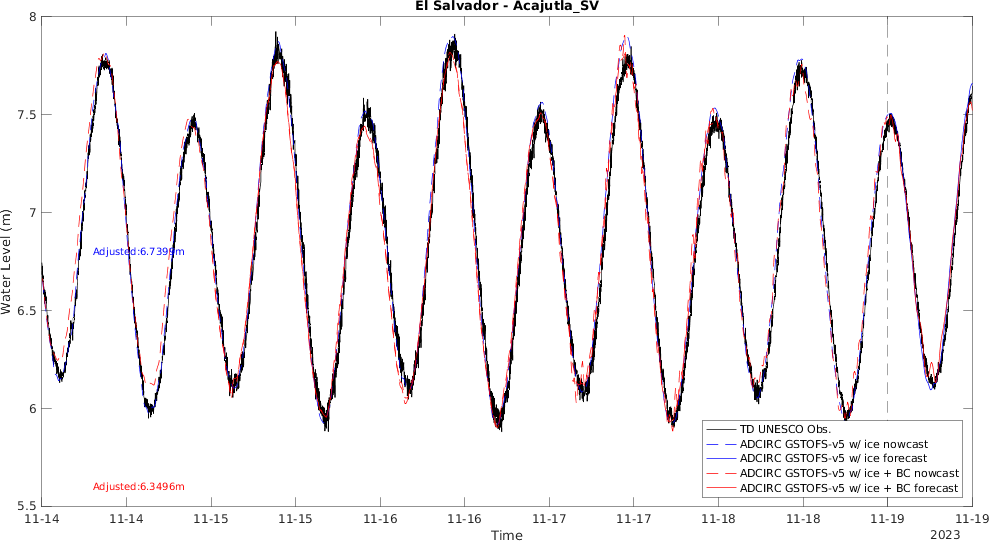 El Salvador - Acajutla_SV
8
7.5
7
6.5
6
5.5
Water Level (m)
Adjusted:6.7399m
Adjusted:6.3496m
TD UNESCO Obs.
ADCIRC GSTOFS-v5 w/ ice nowcast
ADCIRC GSTOFS-v5 w/ ice forecast
ADCIRC GSTOFS-v5 w/ ice + BC nowcast
ADCIRC GSTOFS-v5 w/ ice + BC forecast
11-14 11-14 11-15 11-15 11-16 11-16 11-17 11-17 11-18 11-18 11-19 11-19
Time
2023